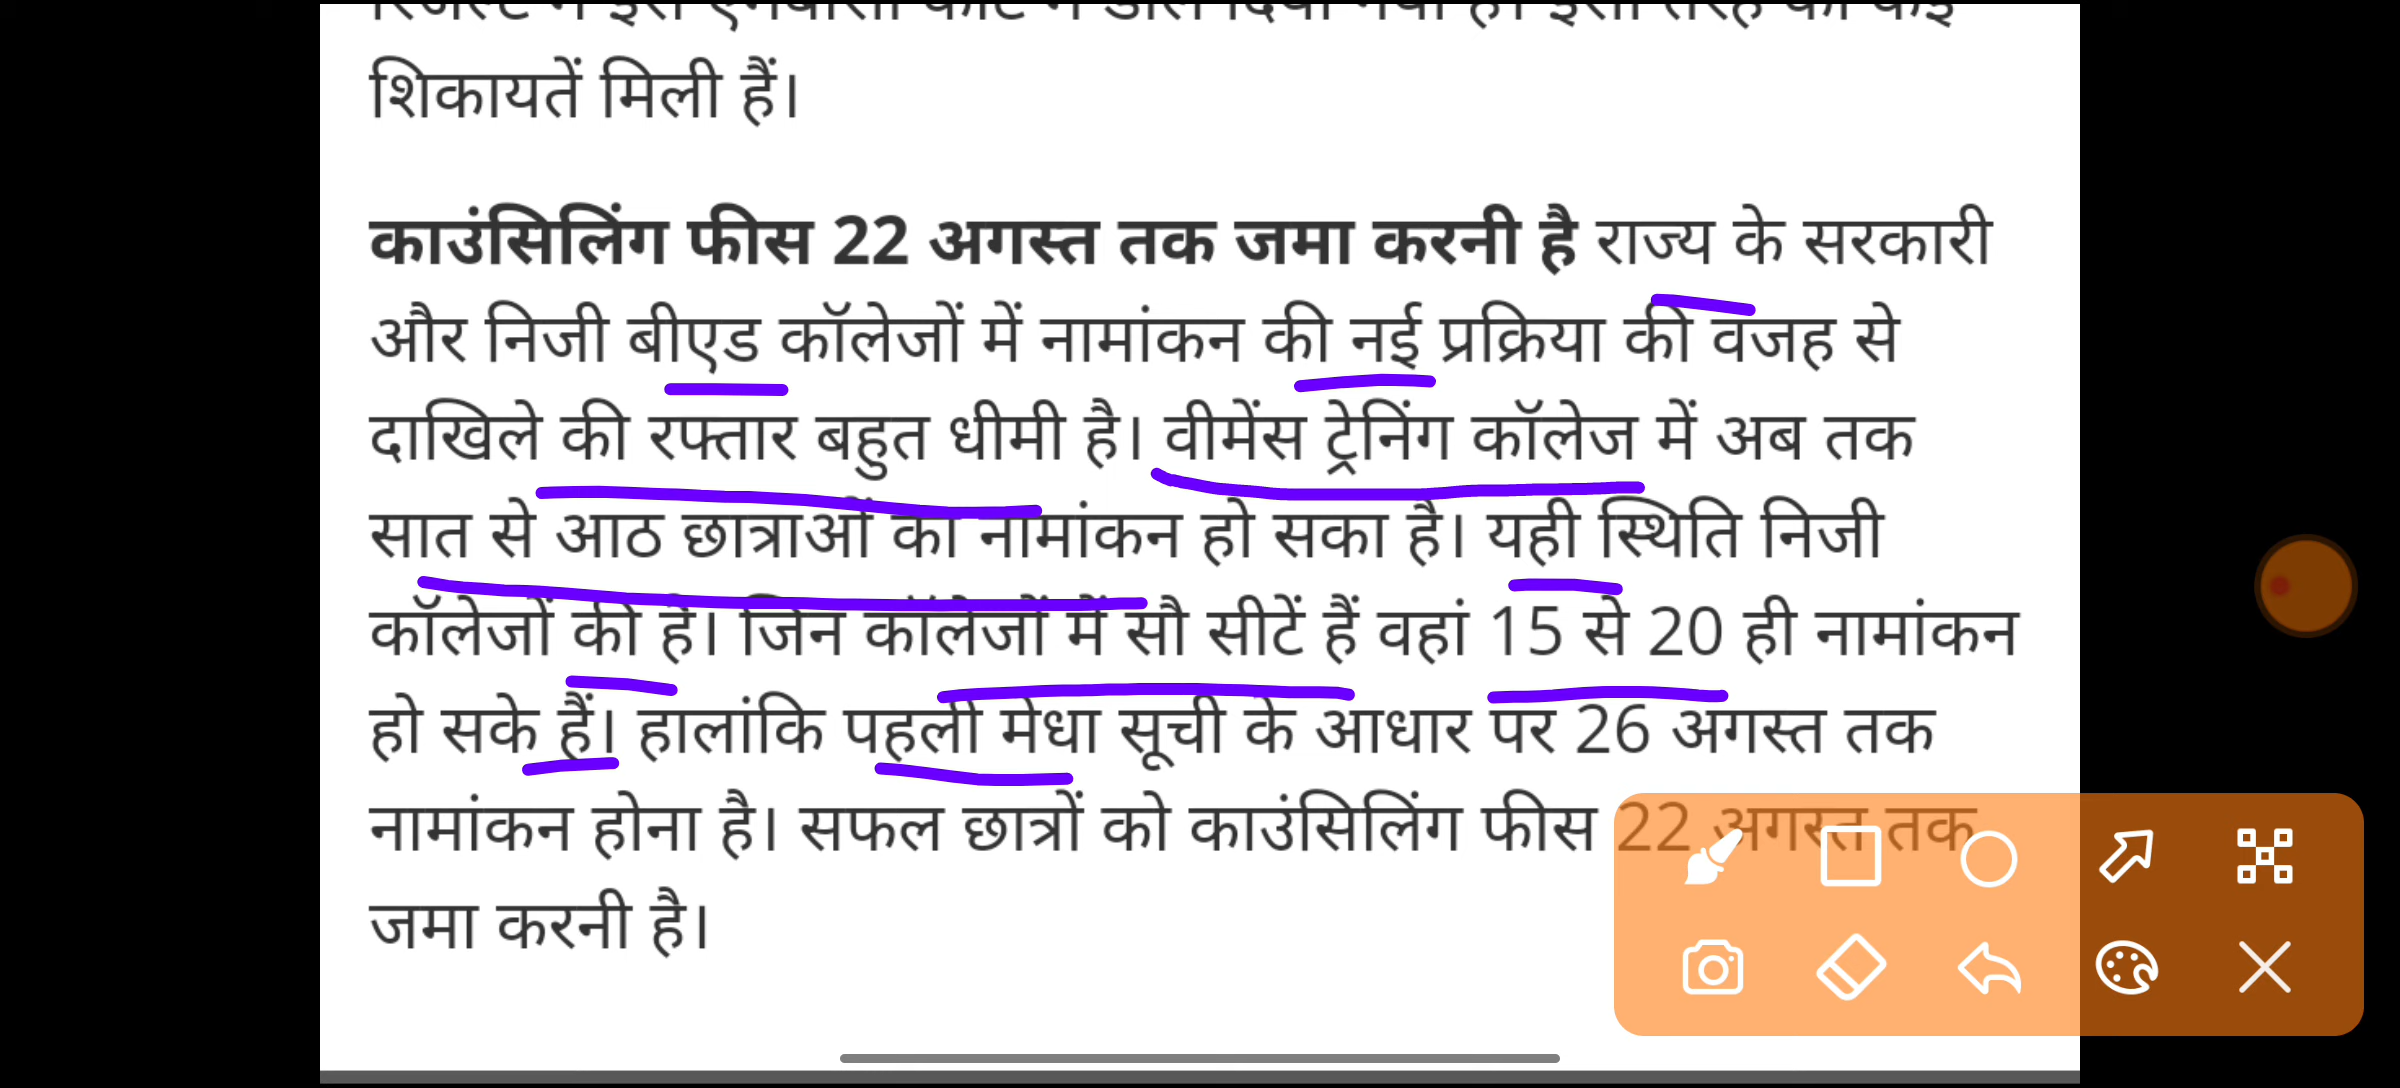 शिकायतें मिली हैं।
काउंसिलिंग फीस 22 अगस्त तक जमा करनी है राज्य के सरकारी
और निजी बीएड कॉलेजों में नामांकन की नई प्रक्रिया की वजह से
दाखिले की रफ्तार बहुत धीमी है। वीमेंस ट्रेनिंग कॉलेज में अब तक
सात से आठ छात्राओं का नामांकन हो सका है। यही स्थिति निजी
कॉलेजों की है। जिन कॉलेजों में सौ सीटें हैं वहां 15 से 20 ही नामांकन
हो सके हैं। हालांकि पहली मेधा सूची के आधार पर 26 अगस्त तक
नामांकन होना है। सफल छात्रों को काउंसिलिंग फीस 22 अगस्त तक
जमा करनी है।